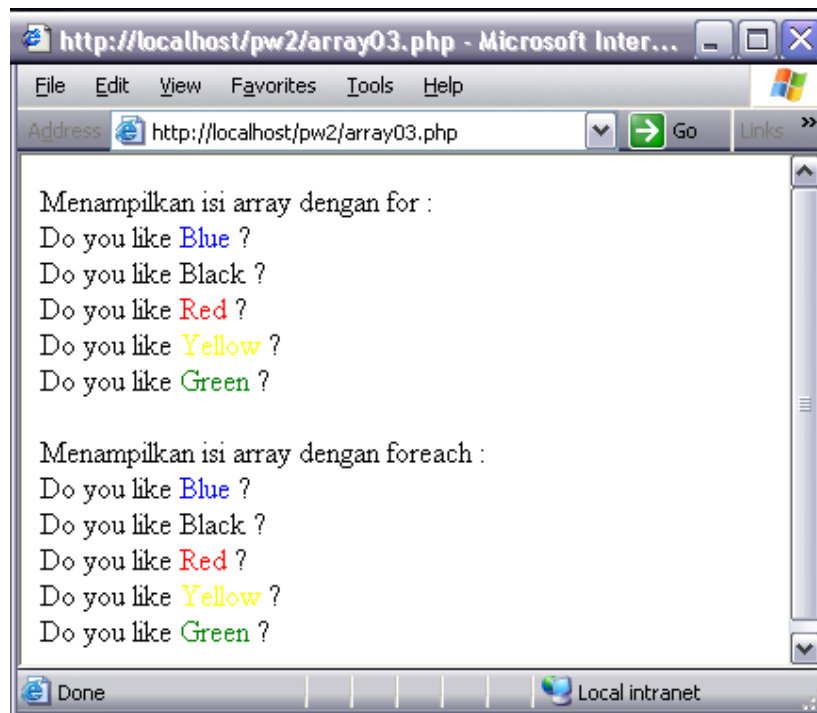 http://localhost/pw2/array03.php - Microsoft Inter...
File Edit View Favorites Tools Help
Address http://localhost/pw2/array03.php Go Links »
Menampilkan isi array dengan for :
Do you like Blue ?
Do you like Black ?
Do you like Red ?
Do you like Yellow ?
Do you like Green ?
Menampilkan isi array dengan foreach :
Do you like Blue ?
Do you like Black ?
Do you like Red ?
Do you like Yellow ?
Do you like Green ?
Done Local intranet